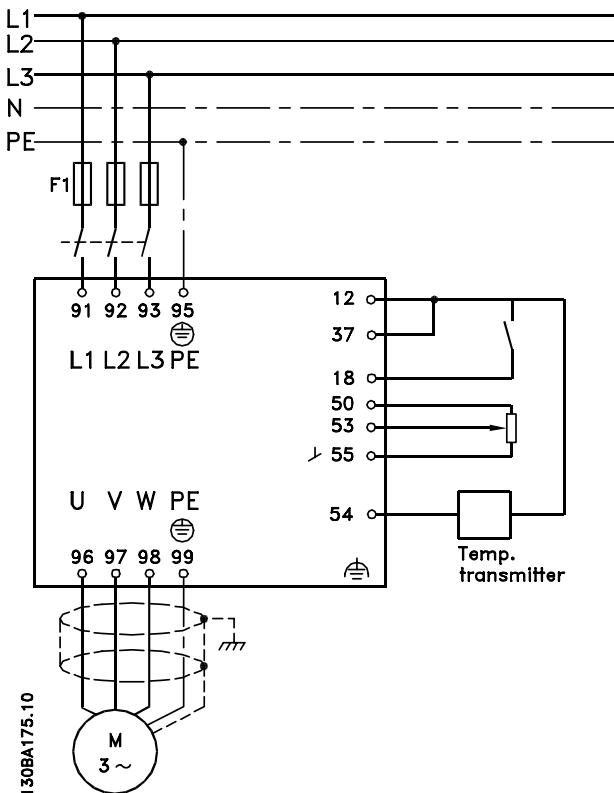 L1
L2
L3
N
PE
F1
91 92 93 95
L1 L2 L3 PE
12
37
18
50
53
55
54
U V W PE
96 97 98 99
Temp.
transmitter
M
3 ~
130BA175.10